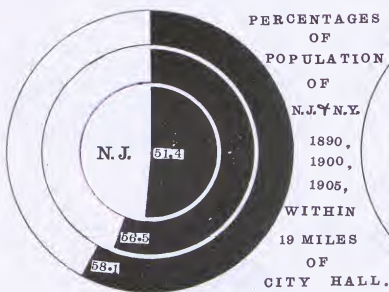 PERCENTAGES
OF
POPULATION
OF
N.J. & N.Y.
1890,
1900,
1905,
WITHIN
19 MILES
OF
CITY HALL.
N. J.
51.4
56.5
58.1